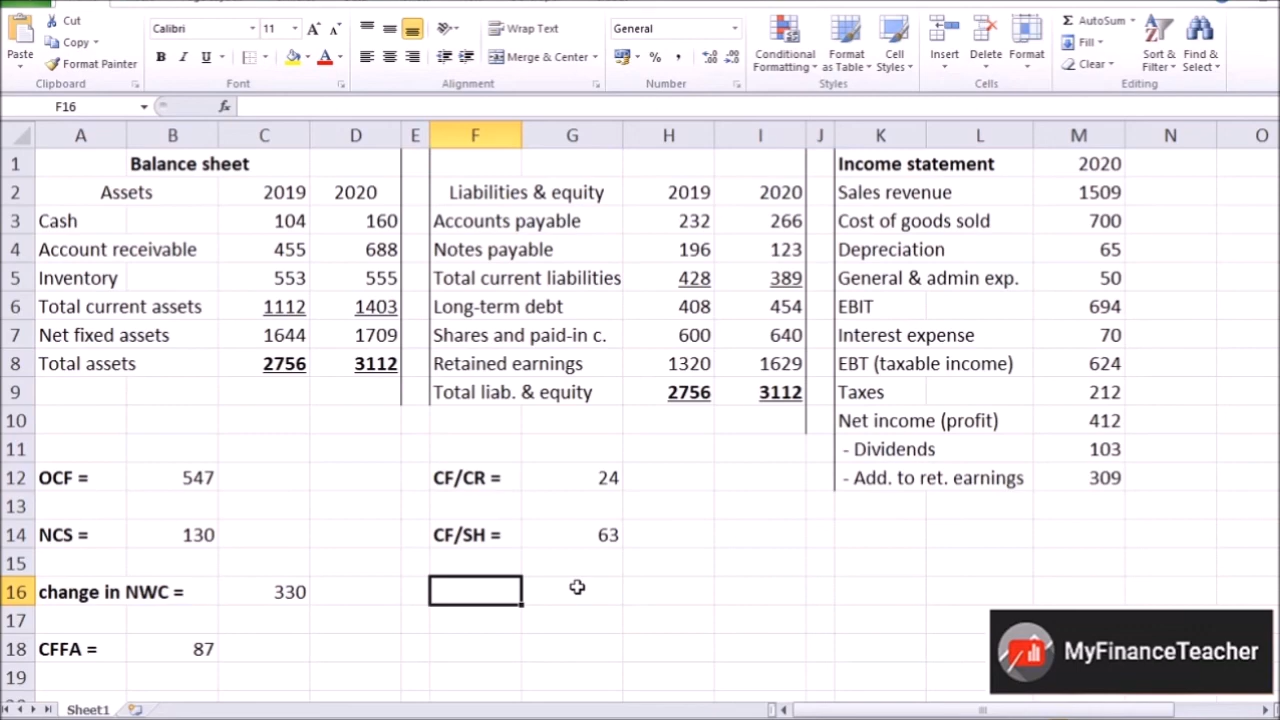 Cut
Calibri 11
Wrap Text
General
AutoSum
Paste
Copy
Format Painter
B I U
Merge & Center
Conditional Formatting
Format as Table
Cell Styles
Insert
Delete
Format
Fill
Clear
Sort & Filter
Find & Select
Clipboard Font Alignment Number Styles Cells Editing
F16 fx
A B C D E F G H I J K L M N O
1 Balance sheet Income statement 2020
2 Assets 2019 2020 Liabilities & equity 2019 2020 Sales revenue 1509
3 Cash 104 160 Accounts payable 232 266 Cost of goods sold 700
4 Account receivable 455 688 Notes payable 196 123 Depreciation 65
5 Inventory 553 555 Total current liabilities 428 389 General & admin exp. 50
6 Total current assets 1112 1403 Long-term debt 408 454 EBIT 694
7 Net fixed assets 1644 1709 Shares and paid-in c. 600 640 Interest expense 70
8 Total assets 2756 3112 Retained earnings 1320 1629 EBT (taxable income) 624
9 Total liab. & equity 2756 3112 Taxes 212
10 Net income (profit) 412
11 - Dividends 103
12 OCF = 547 CF/CR = 24 - Add. to ret. earnings 309
13
14 NCS = 130 CF/SH = 63
15
16 change in NWC = 330
17
18 CFFA = 87
19
MyFinanceTeacher
Sheet1